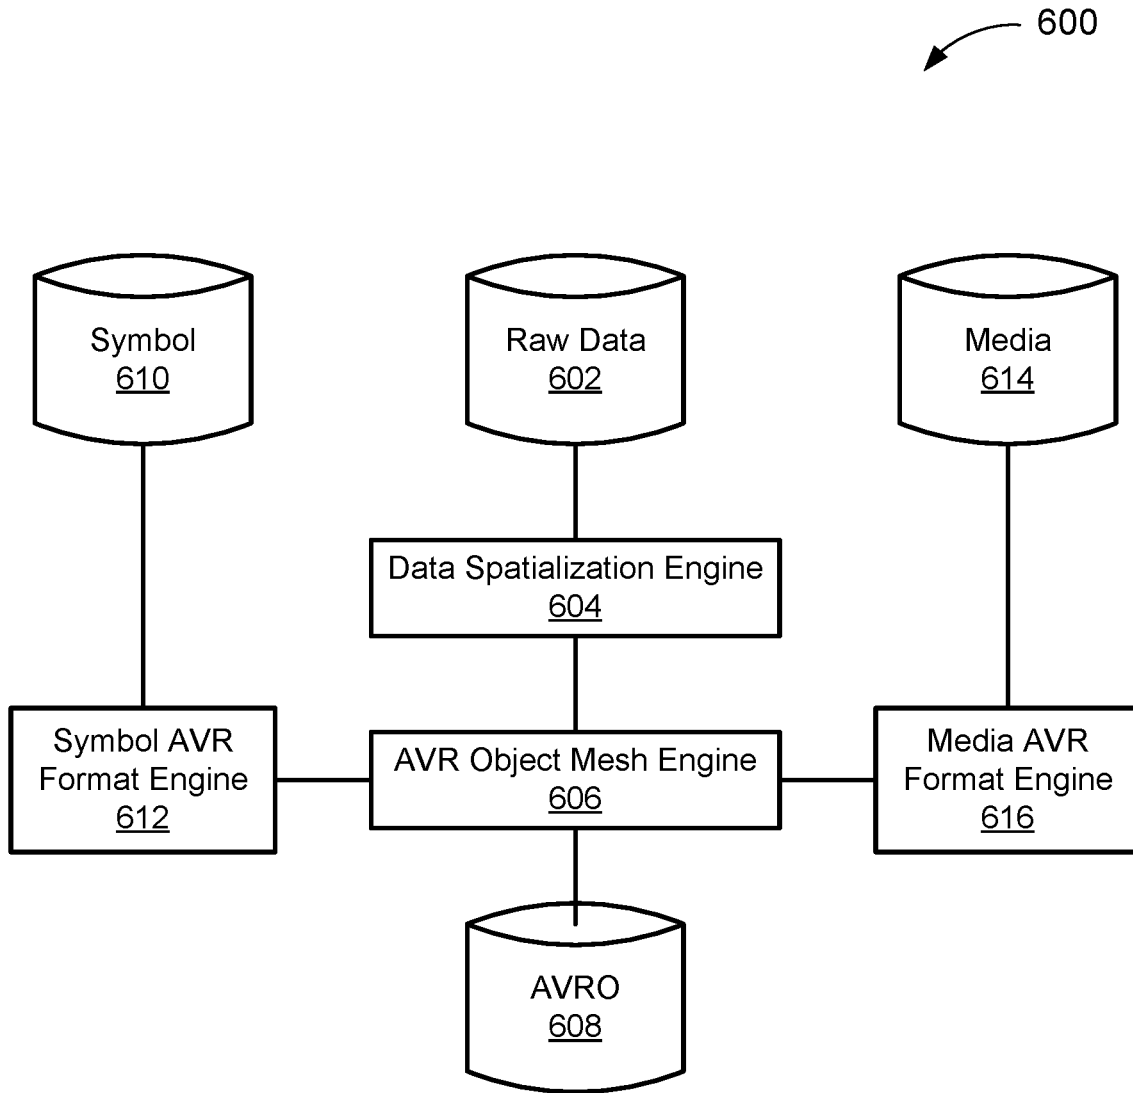 600
Symbol
610
Raw Data
602
Media
614
Data Spatialization Engine
604
Symbol AVR
Format Engine
612
AVR Object Mesh Engine
606
Media AVR
Format Engine
616
AVRO
608